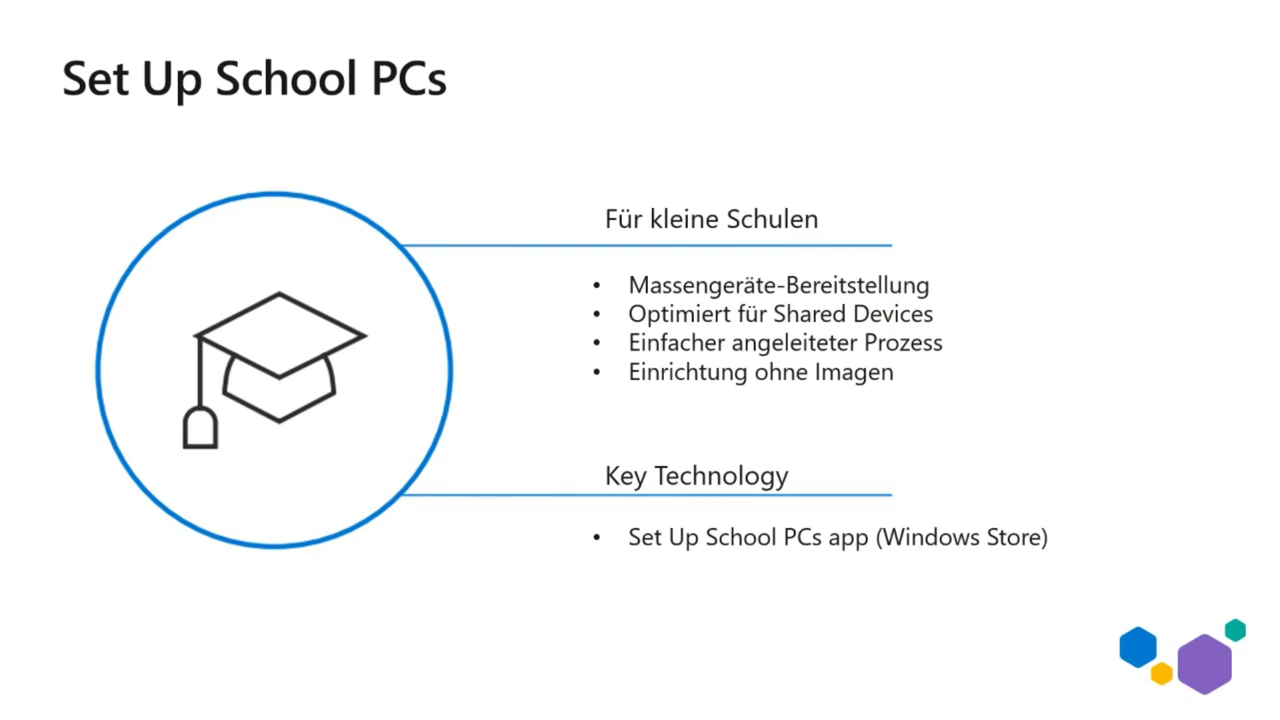 Set Up School PCs
Für kleine Schulen
• Massengeräte-Bereitstellung
• Optimiert für Shared Devices
• Einfacher angeleiteter Prozess
• Einrichtung ohne Imagen
Key Technology
• Set Up School PCs app (Windows Store)